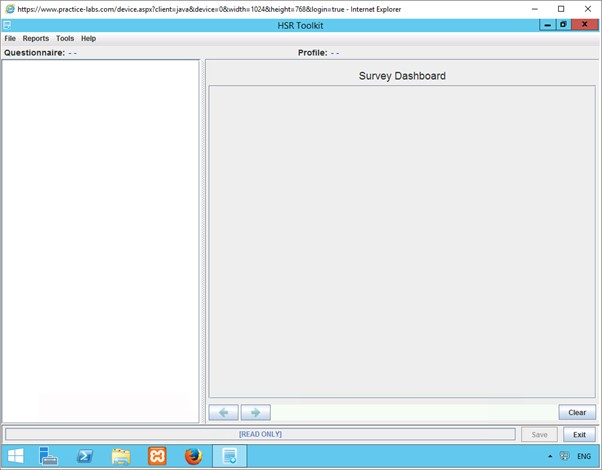 https://www.practice-labs.com/device.aspx?client=java&device=0&width=1024&height=768&login=true - Internet Explorer
HSR Toolkit
File Reports Tools Help
Questionnaire: - - Profile: - -
Survey Dashboard
Clear
[READ ONLY] Save Exit
ENG